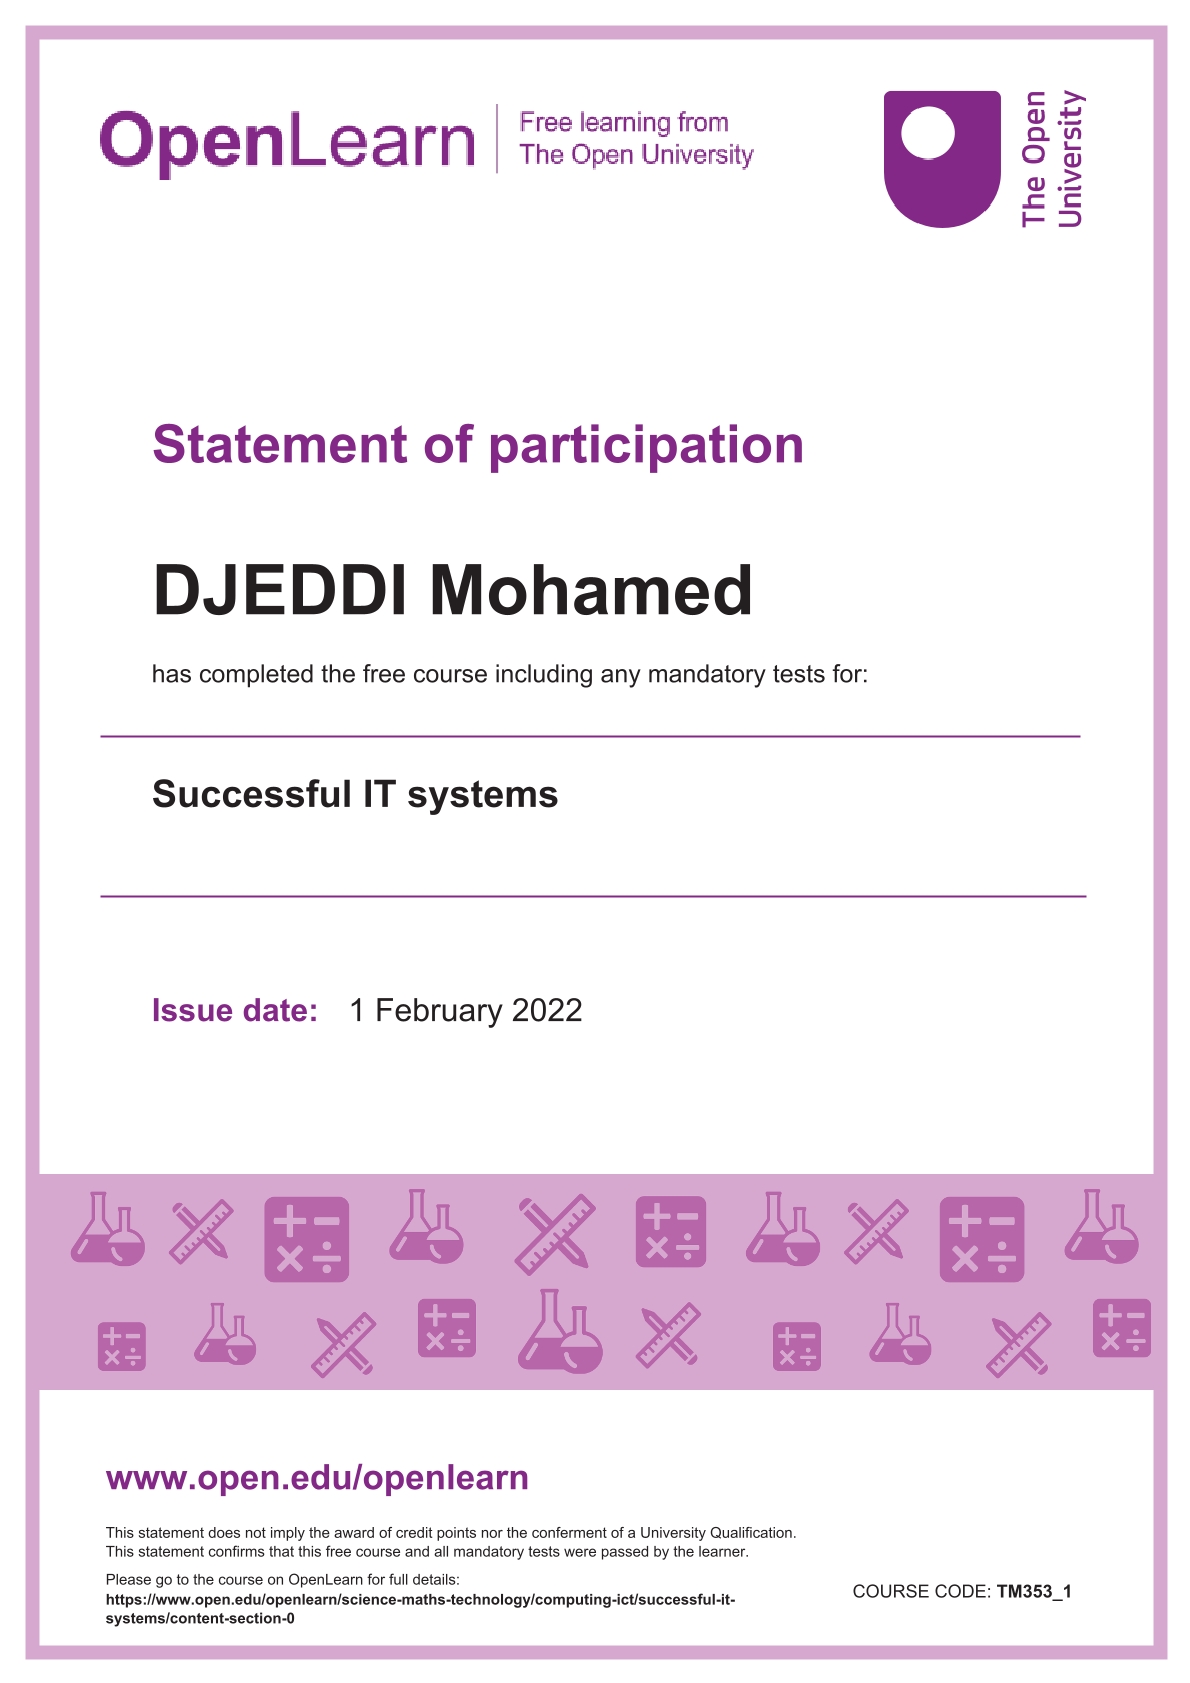 OpenLearn
Free learning from
The Open University
The Open
University
Statement of participation
DJEDDI Mohamed
has completed the free course including any mandatory tests for:
Successful IT systems
Issue date: 1 February 2022
www.open.edu/openlearn
This statement does not imply the award of credit points nor the conferment of a University Qualification.
This statement confirms that this free course and all mandatory tests were passed by the learner.
Please go to the course on OpenLearn for full details:
https://www.open.edu/openlearn/science-maths-technology/computing-ict/successful-it-
systems/content-section-0
COURSE CODE: TM353_1